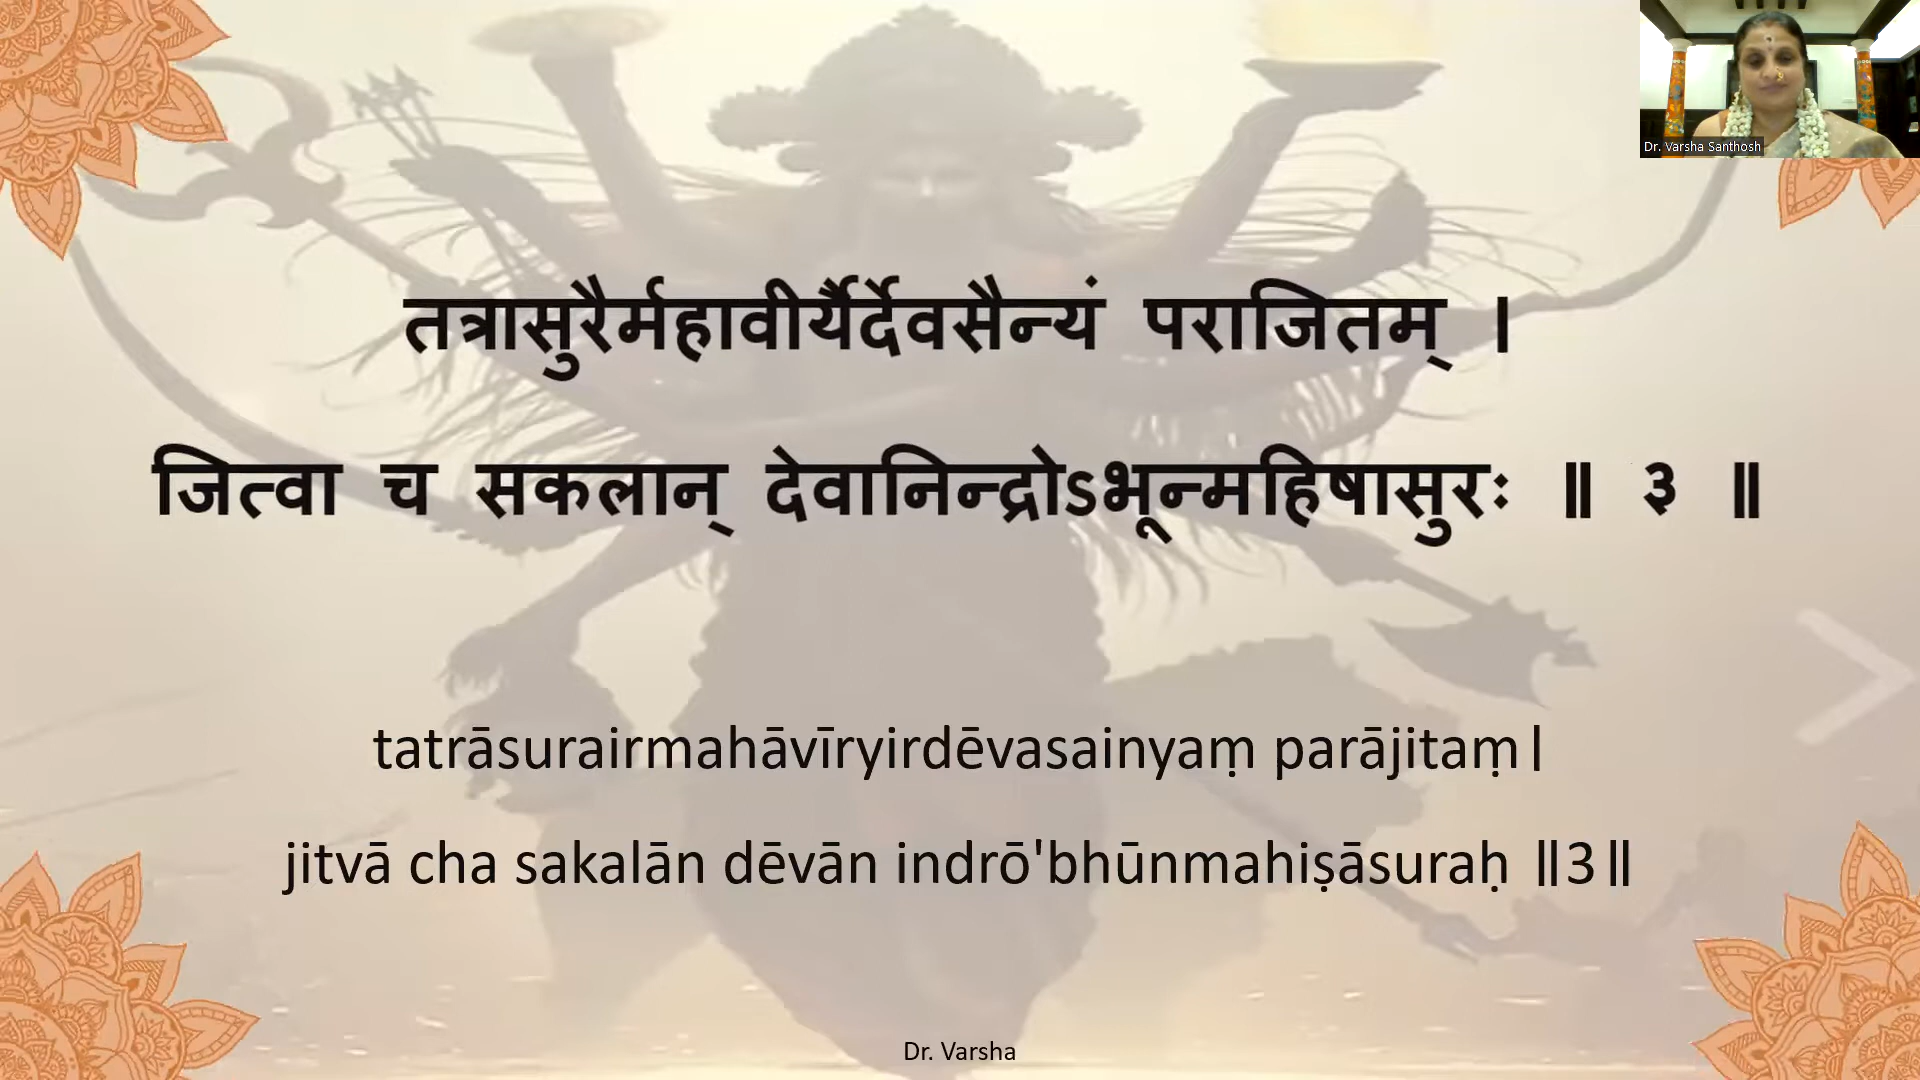 Dr. Varsha Santhosh
तत्रासुरैर्महावीर्यैर्देवसैन्यं पराजितम् ।
जित्वा च सकलान् देवानिन्द्रोऽभून्महिषासुरः ॥ ३ ॥
tatrāsurairmahāvīryirdēvasainyaṃ parājitaṃ|
jitvā cha sakalān dēvān indrō'bhūnmahiṣāsuraḥ ||3||
Dr. Varsha